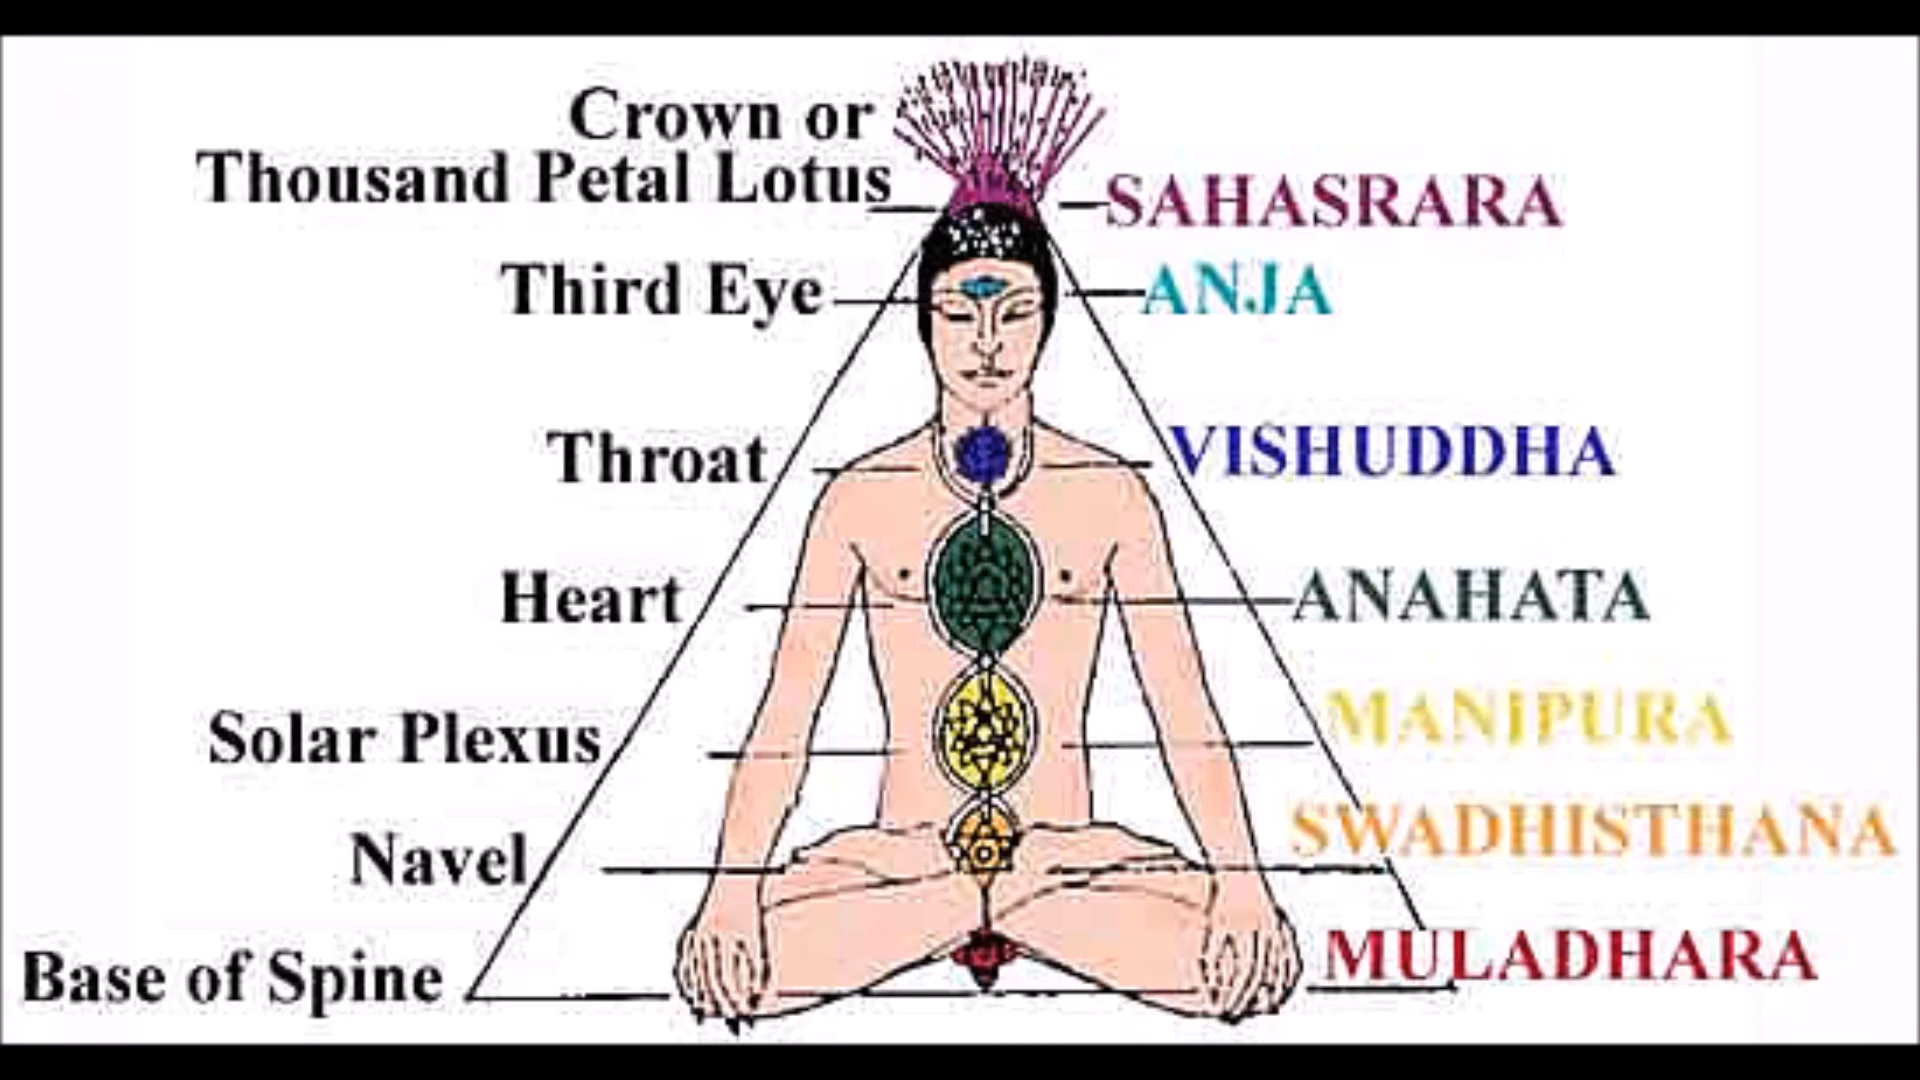 Crown or
Thousand Petal Lotus
SAHASRARA
Third Eye
ANJA
Throat
VISHUDDHA
Heart
ANAHATA
Solar Plexus
MANIPURA
Navel
SWADHISTHANA
Base of Spine
MULADHARA